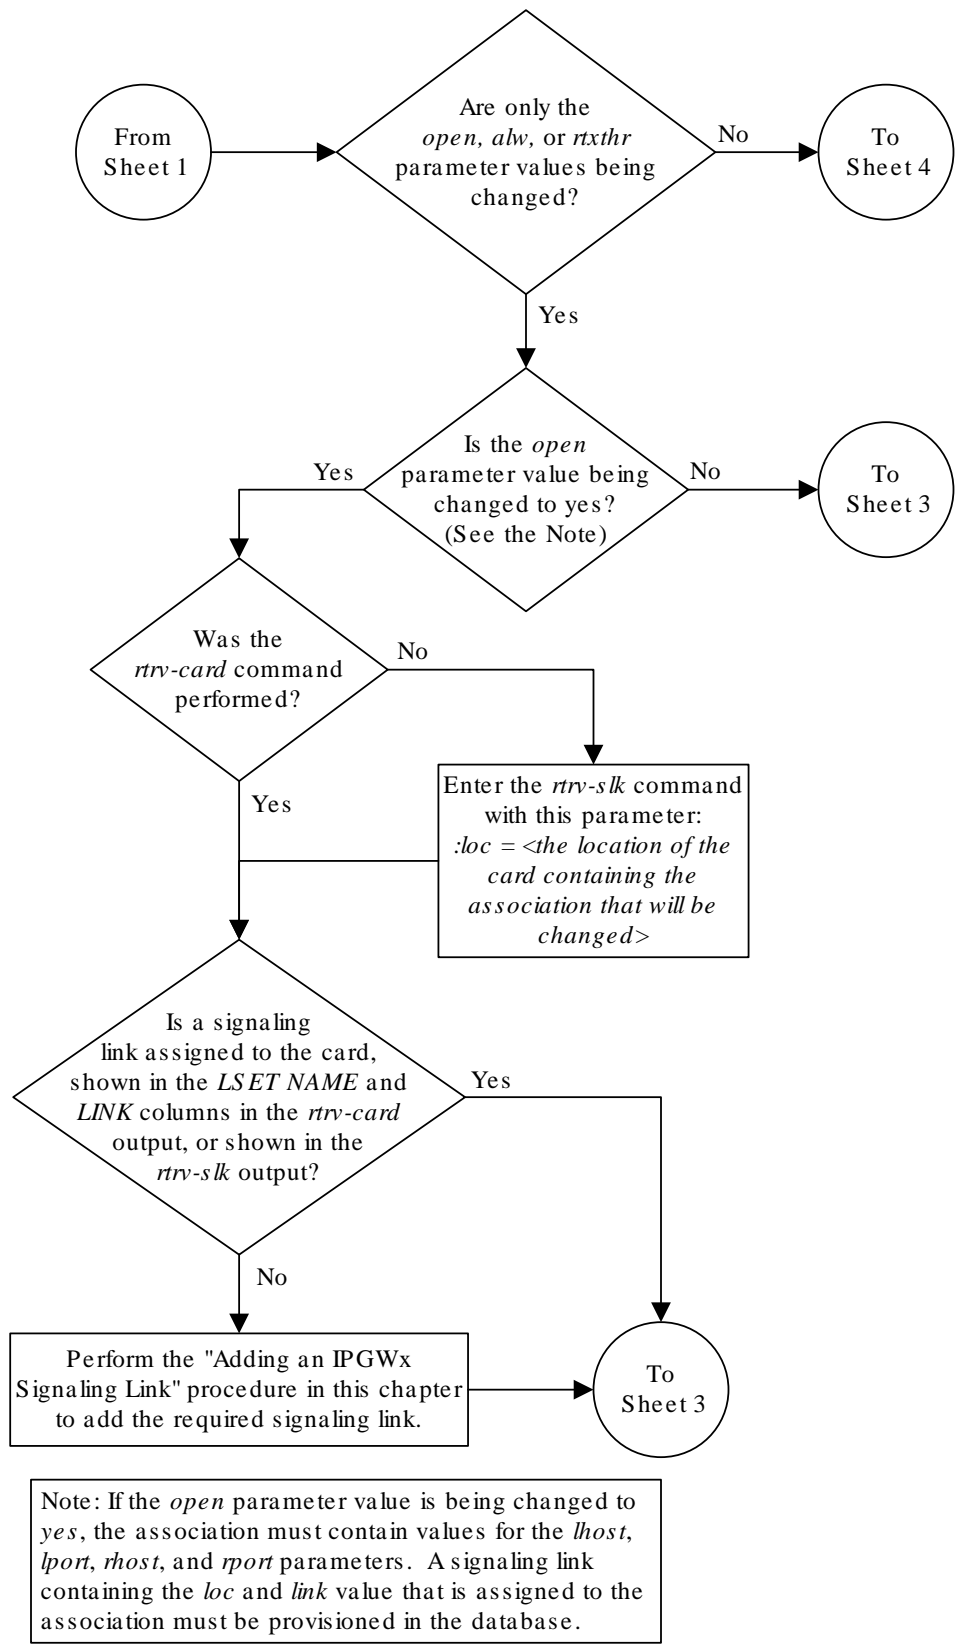 From
Sheet 1
Are only the
open, alw, or rtxthr
parameter values being
changed?
No
To
Sheet 4
Yes
Is the open
parameter value being
changed to yes?
(See the Note)
Yes
No
To
Sheet 3
Was the
rtrv-card command
performed?
No
Yes
Enter the rtrv-slk command
with this parameter:
:loc = <the location of the
card containing the
association that will be
changed>
Is a signaling
link assigned to the card,
shown in the LSET NAME and
LINK columns in the rtrv-card
output, or shown in the
rtrv-slk output?
Yes
No
Perform the "Adding an IPGWx
Signaling Link" procedure in this chapter
to add the required signaling link.
To
Sheet 3
Note: If the open parameter value is being changed to
yes, the association must contain values for the lhost,
lport, rhost, and rport parameters. A signaling link
containing the loc and link value that is assigned to the
association must be provisioned in the database.